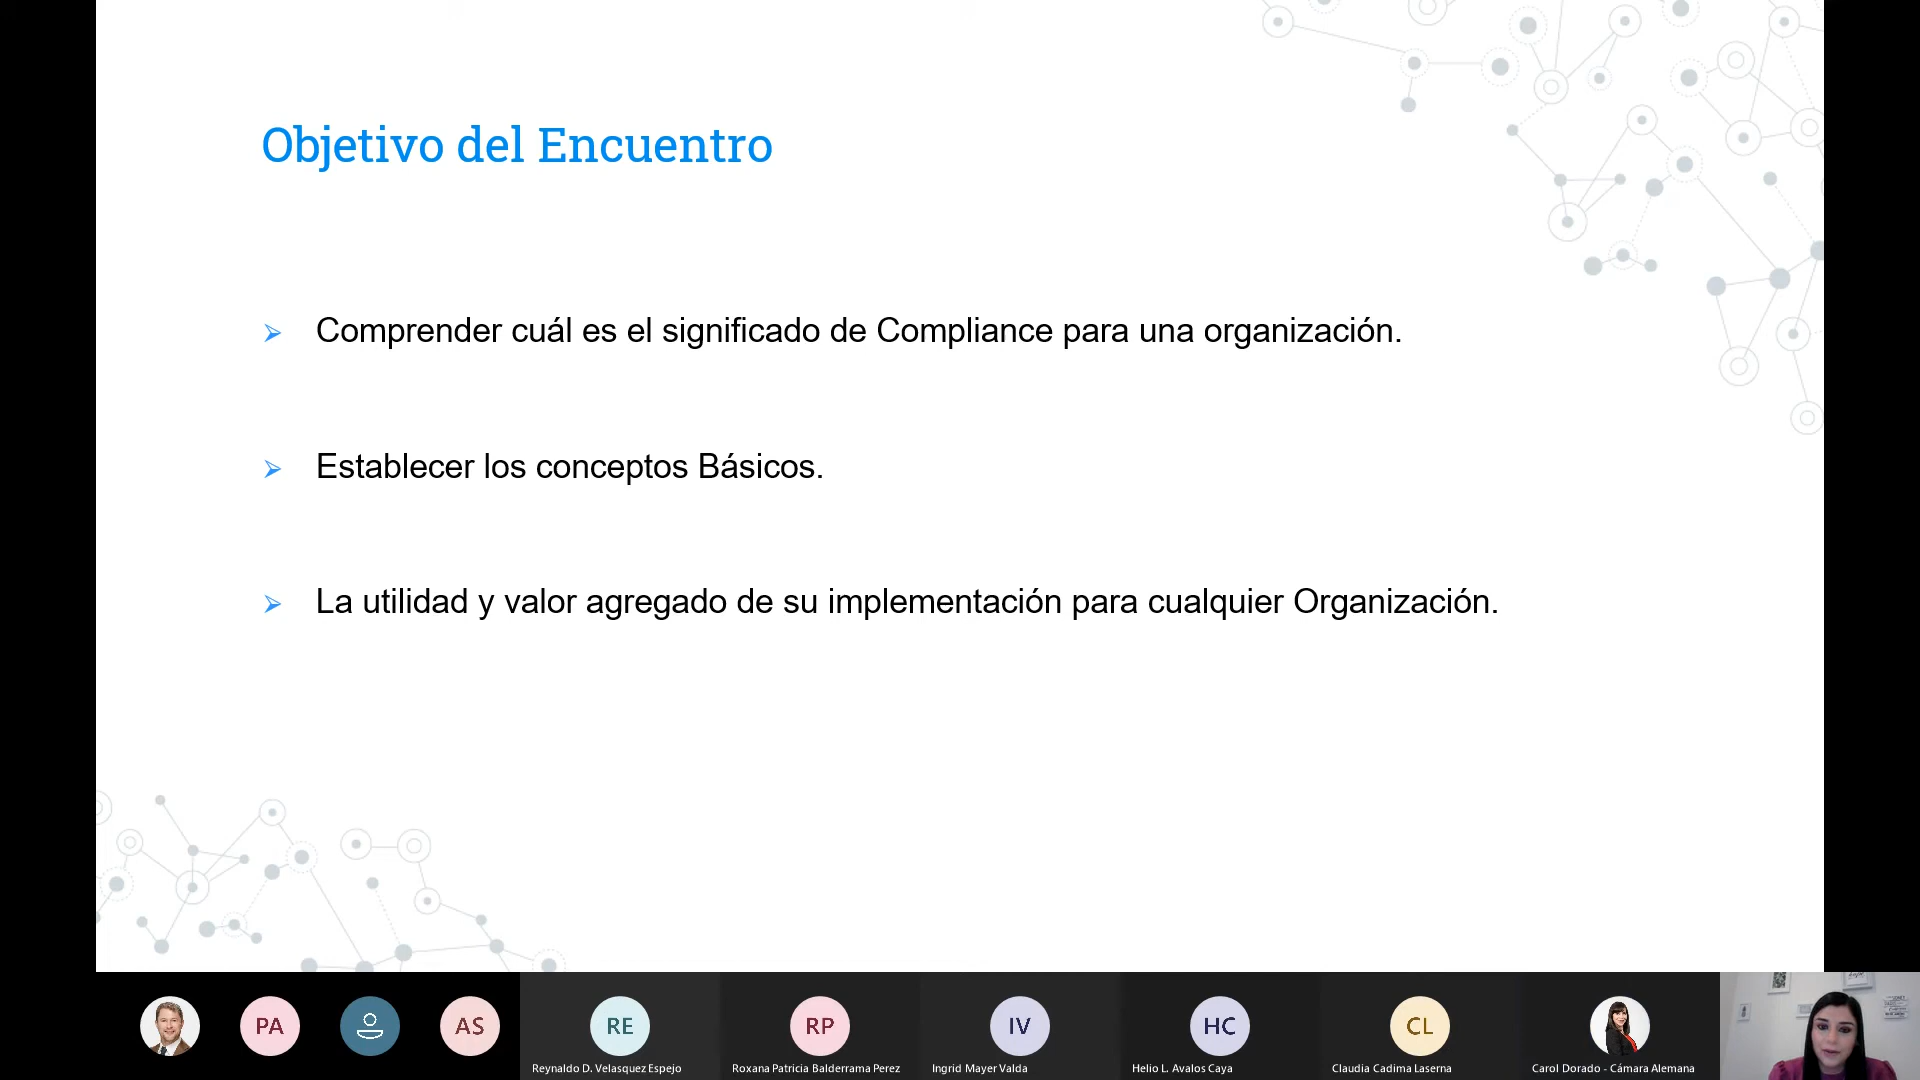 Objetivo del Encuentro
Comprender cuál es el significado de Compliance para una organización.
Establecer los conceptos Básicos.
La utilidad y valor agregado de su implementación para cualquier Organización.
PA
AS
RE
RP
IV
HC
CL
Reynaldo D. Velasquez Espejo
Roxana Patricia Balderrama Perez
Ingrid Mayer Valda
Helio L. Avalos Caya
Claudia Cadima Laserna
Carol Dorado - Cámara Alemana